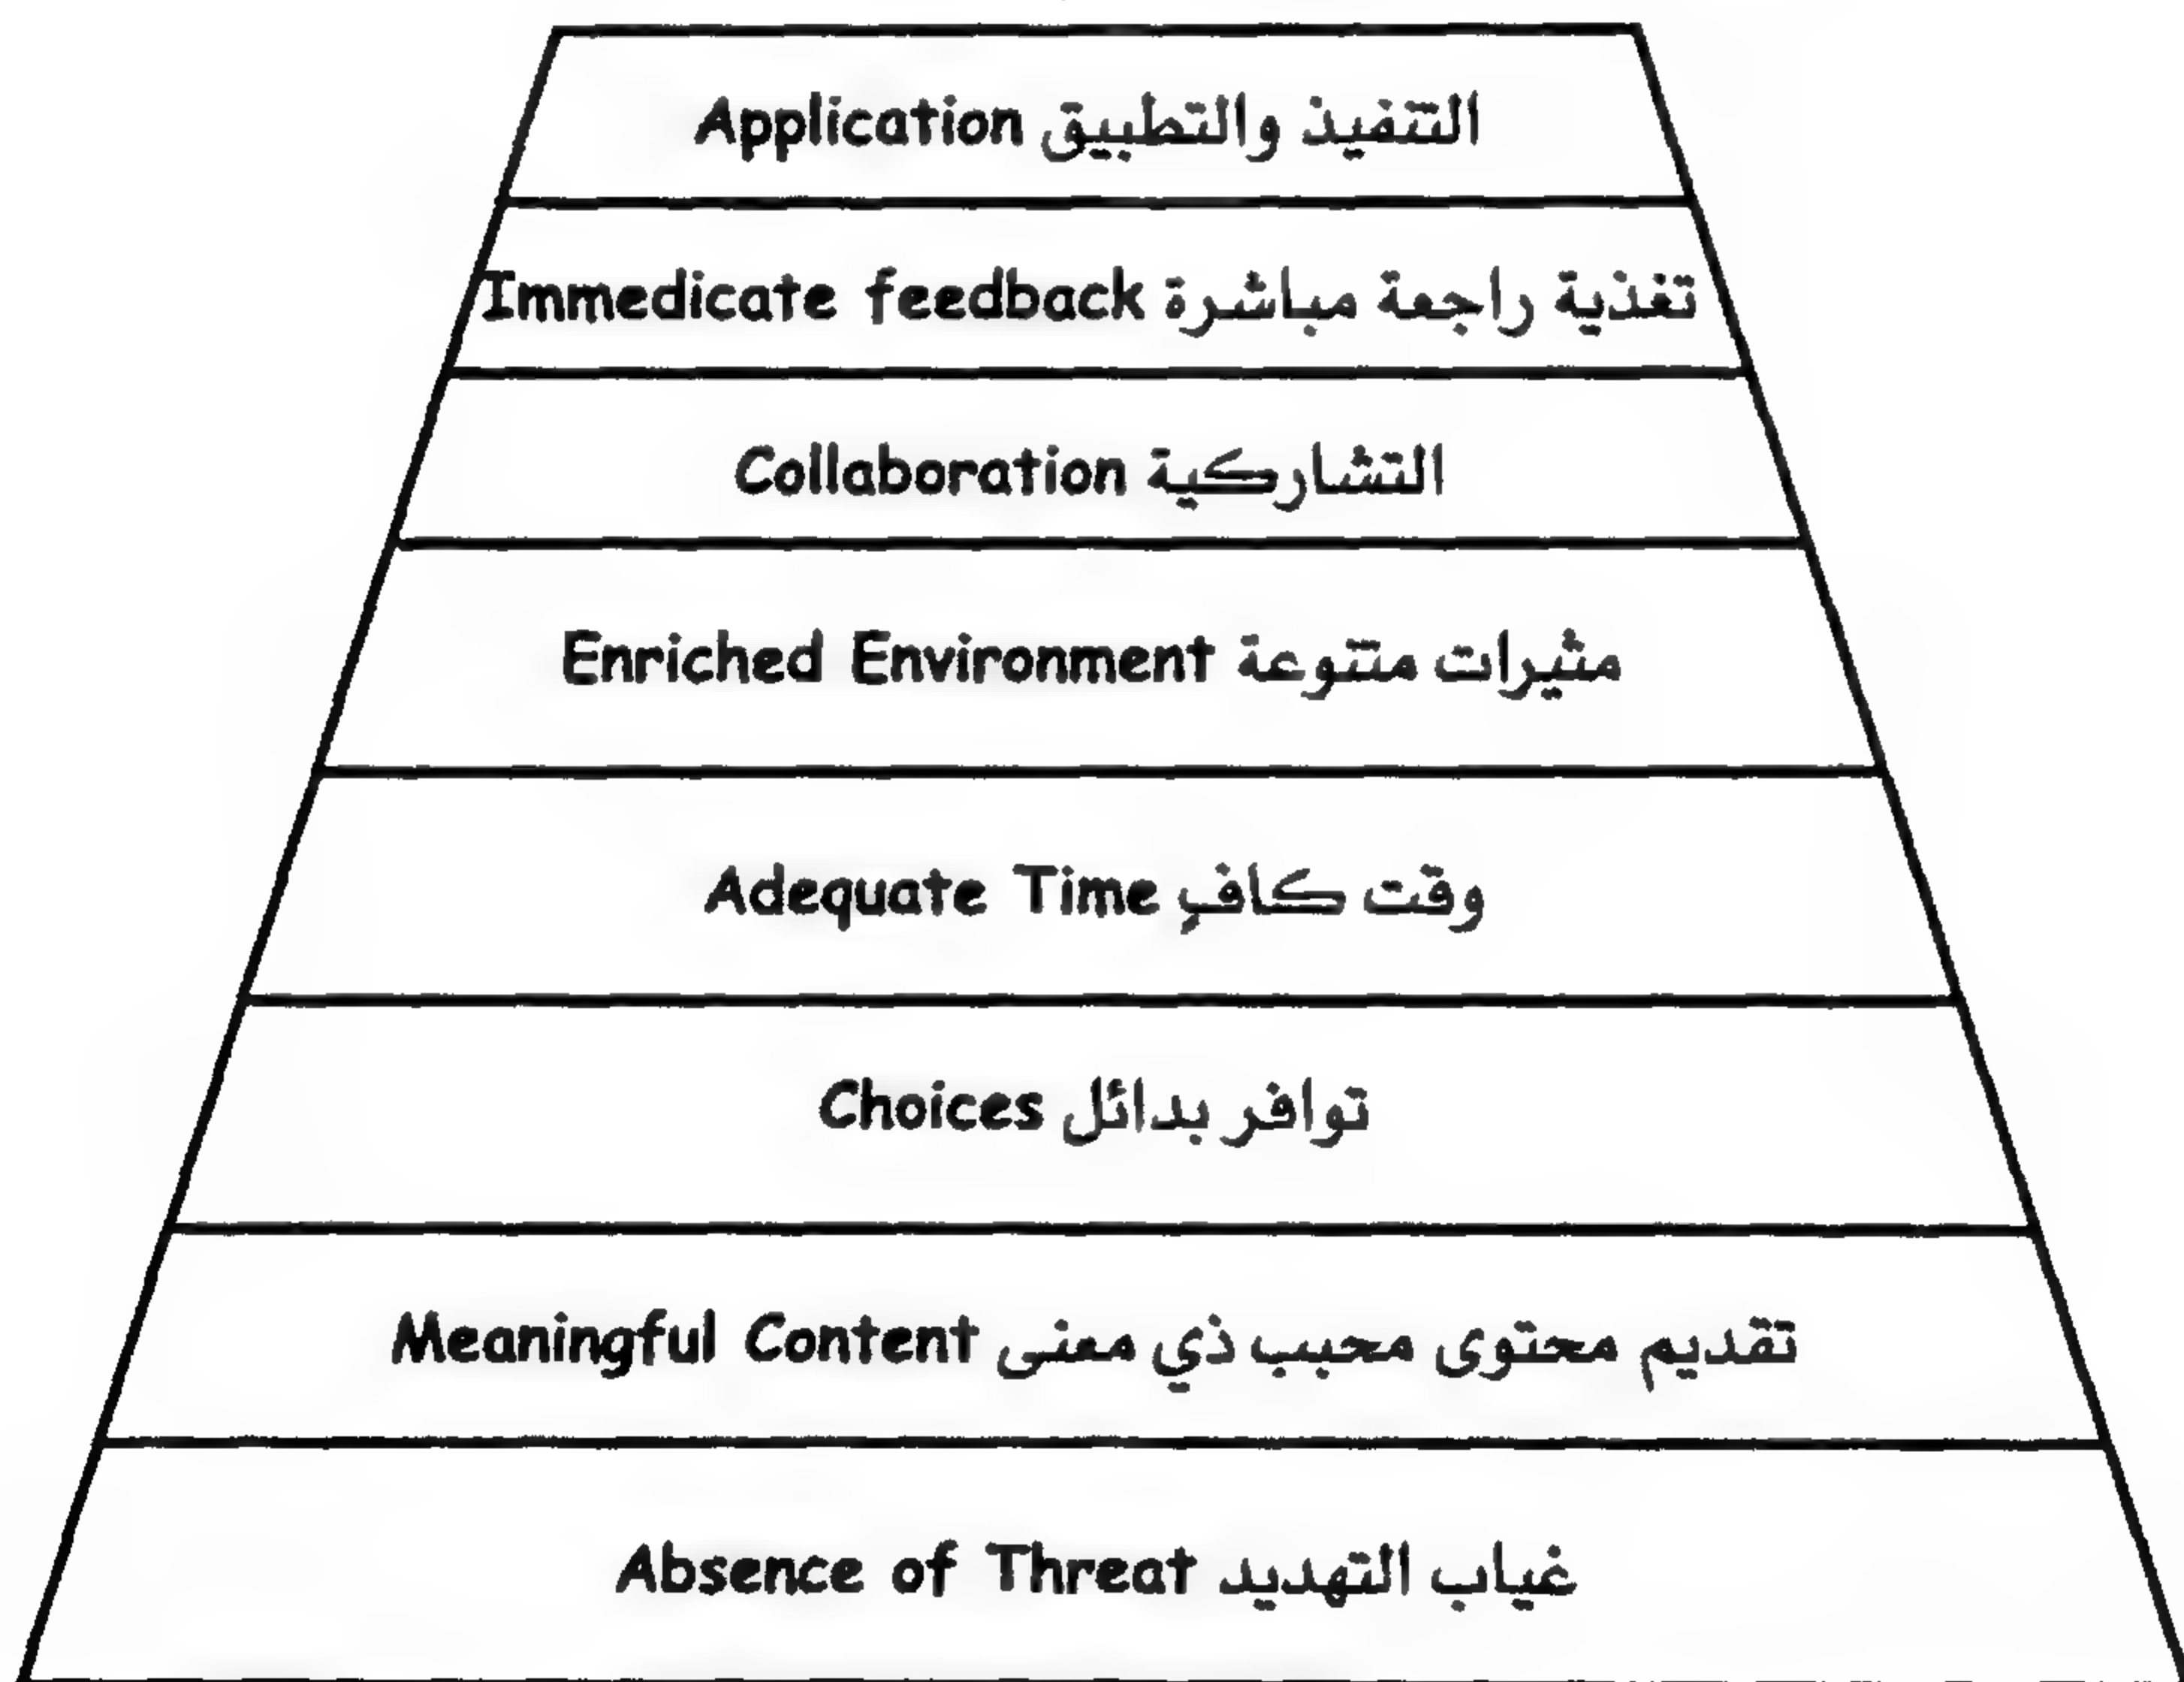 التنفيذ والتطبيق Application
تغذية راجعة مباشرة Immedicate feedback
التشاركية Collaboration
مثيرات متنوعة Enriched Environment
وقت كافٍ Adequate Time
توافر بدائل Choices
تقديم محتوى محبب ذي معنى Meaningful Content
غياب التهديد Absence of Threat